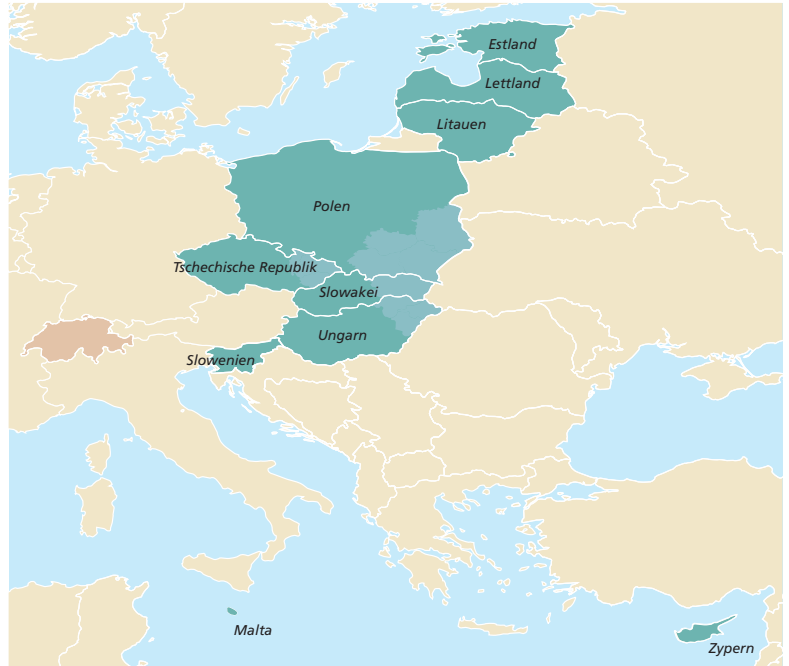 Estland
Lettland
Litauen
Polen
Tschechische Republik
Slowakei
Ungarn
Slowenien
Malta
Zypern